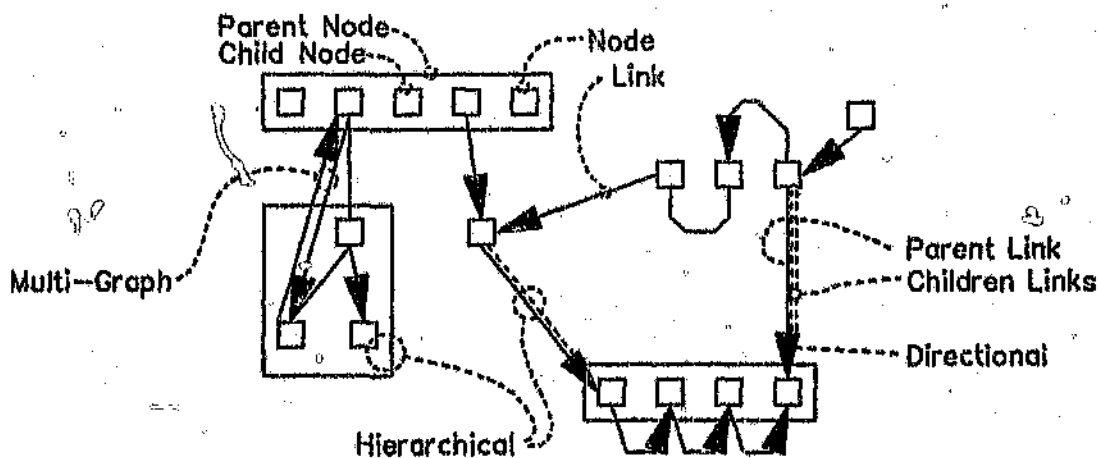 Parent Node
Child Node
Node
Link
Multi-Graph
Parent Link
Children Links
Directional
Hierarchical